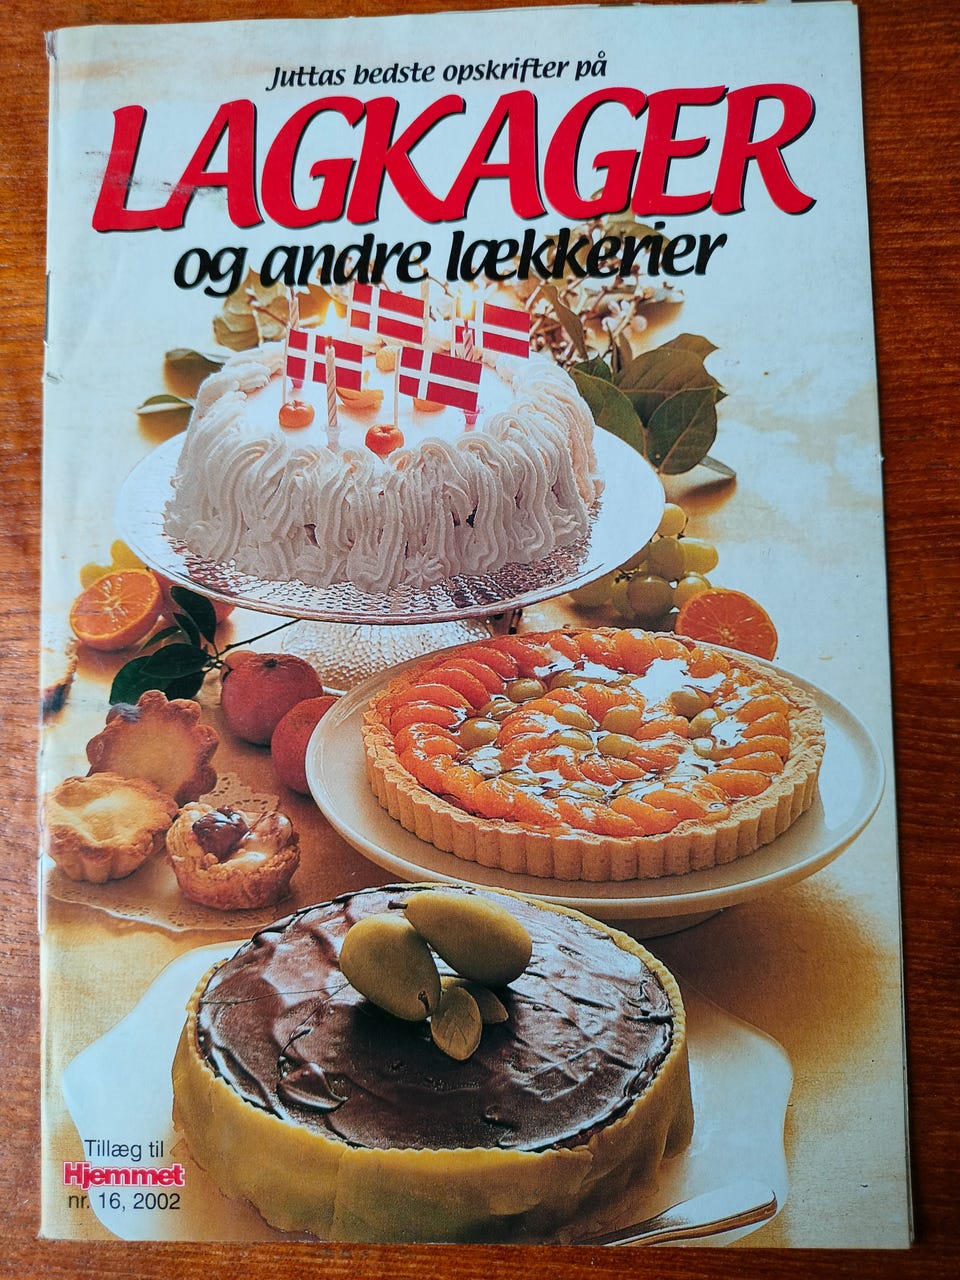 Juttas bedste opskrifter på
LAGKAGER
og andre lækkerier
Tillæg til
Hjemmet
nr. 16, 2002